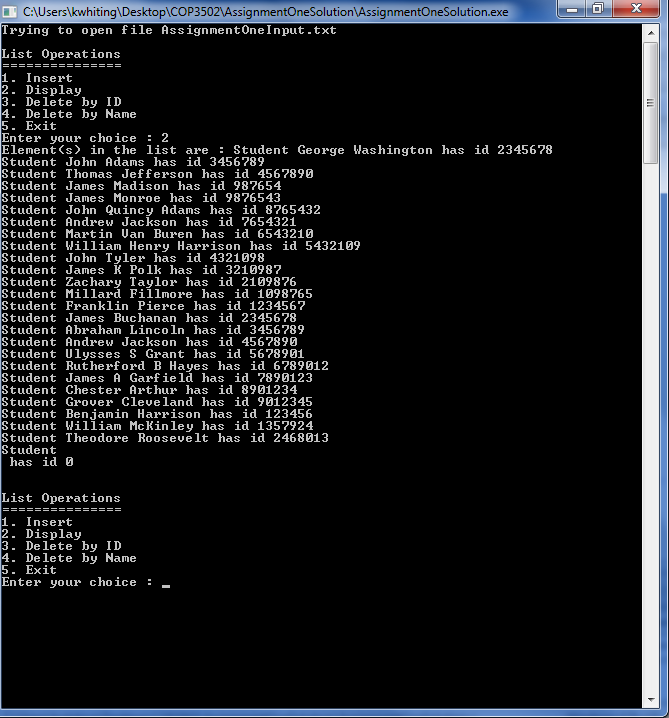 C:\Users\kwhiting\Desktop\COP3502\AssignmentOneSolution\AssignmentOneSolution.exe
Trying to open file AssignmentOneInput.txt
List Operations
===============
1. Insert
2. Display
3. Delete by ID
4. Delete by Name
5. Exit
Enter your choice : 2
Element(s) in the list are : Student George Washington has id 2345678
Student John Adams has id 3456789
Student Thomas Jefferson has id 4567890
Student James Madison has id 987654
Student James Monroe has id 9876543
Student John Quincy Adams has id 8765432
Student Andrew Jackson has id 7654321
Student Martin Van Buren has id 6543210
Student William Henry Harrison has id 5432109
Student John Tyler has id 4321098
Student James K Polk has id 3210987
Student Zachary Taylor has id 2109876
Student Millard Fillmore has id 1098765
Student Franklin Pierce has id 1234567
Student James Buchanan has id 2345678
Student Abraham Lincoln has id 3456789
Student Andrew Jackson has id 4567890
Student Ulysses S Grant has id 5678901
Student Rutherford B Hayes has id 6789012
Student James A Garfield has id 7890123
Student Chester Arthur has id 8901234
Student Grover Cleveland has id 9012345
Student Benjamin Harrison has id 123456
Student William McKinley has id 1357924
Student Theodore Roosevelt has id 2468013
Student
 has id 0
List Operations
===============
1. Insert
2. Display
3. Delete by ID
4. Delete by Name
5. Exit
Enter your choice : _